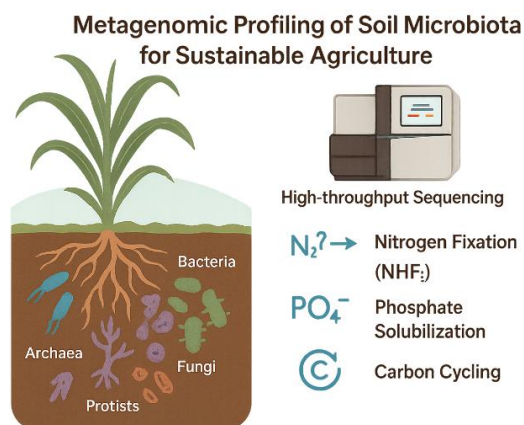 Metagenomic Profiling of Soil Microbiota
for Sustainable Agriculture
Bacteria
Archaea
Fungi
Protists
High-throughput Sequencing
N₂?→ Nitrogen Fixation
(NHF:)
PO₄⁻ Phosphate
Solubilization
C Carbon Cycling